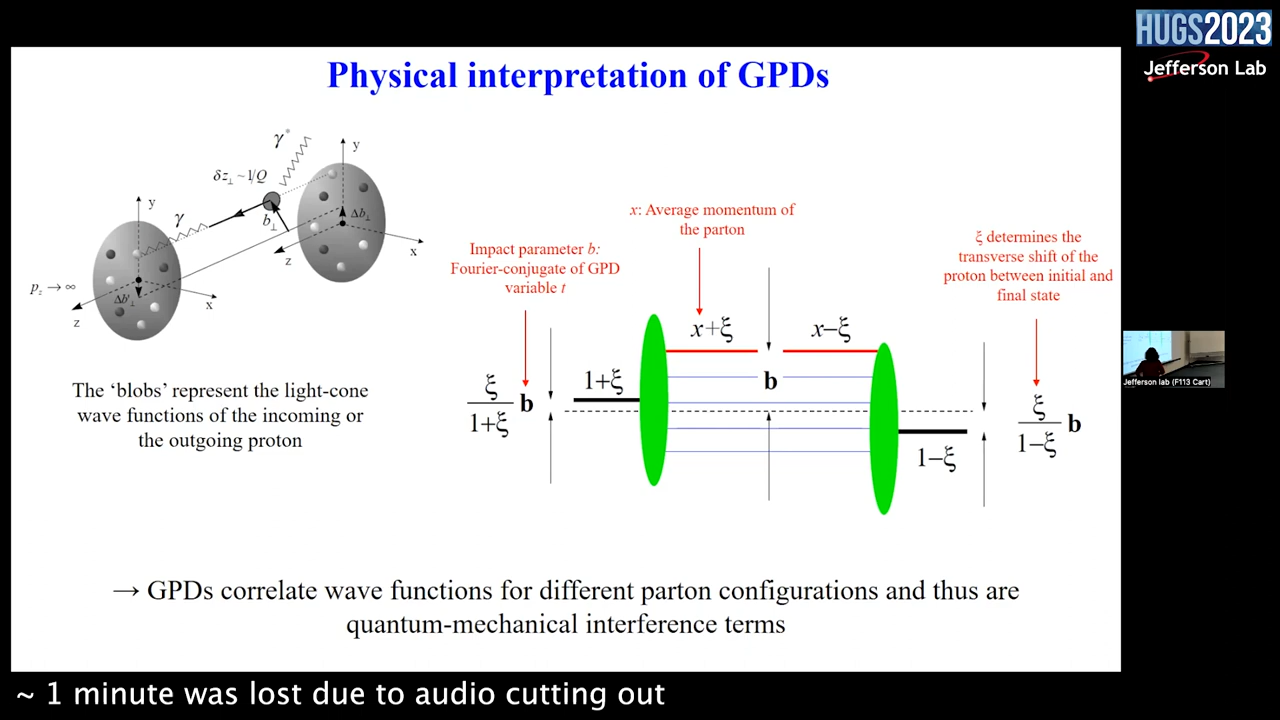 HUGS2023
Jefferson Lab
Physical interpretation of GPDs
γ*
y
δz⊥ ~ 1/Q
y
γ
b⊥
Δb⊥
z
x
p_z → ∞
Δb'⊥
x
z
The ‘blobs’ represent the light-cone
wave functions of the incoming or
the outgoing proton
x: Average momentum of
the parton
Impact parameter b:
Fourier-conjugate of GPD
variable t
ξ determines the
transverse shift of the
proton between initial and
final state
x+ξ
x−ξ
1+ξ
b
ξ
1+ξ
b
ξ
1−ξ
b
1−ξ
→ GPDs correlate wave functions for different parton configurations and thus are
quantum-mechanical interference terms
Jefferson lab (F113 Cart)
~ 1 minute was lost due to audio cutting out